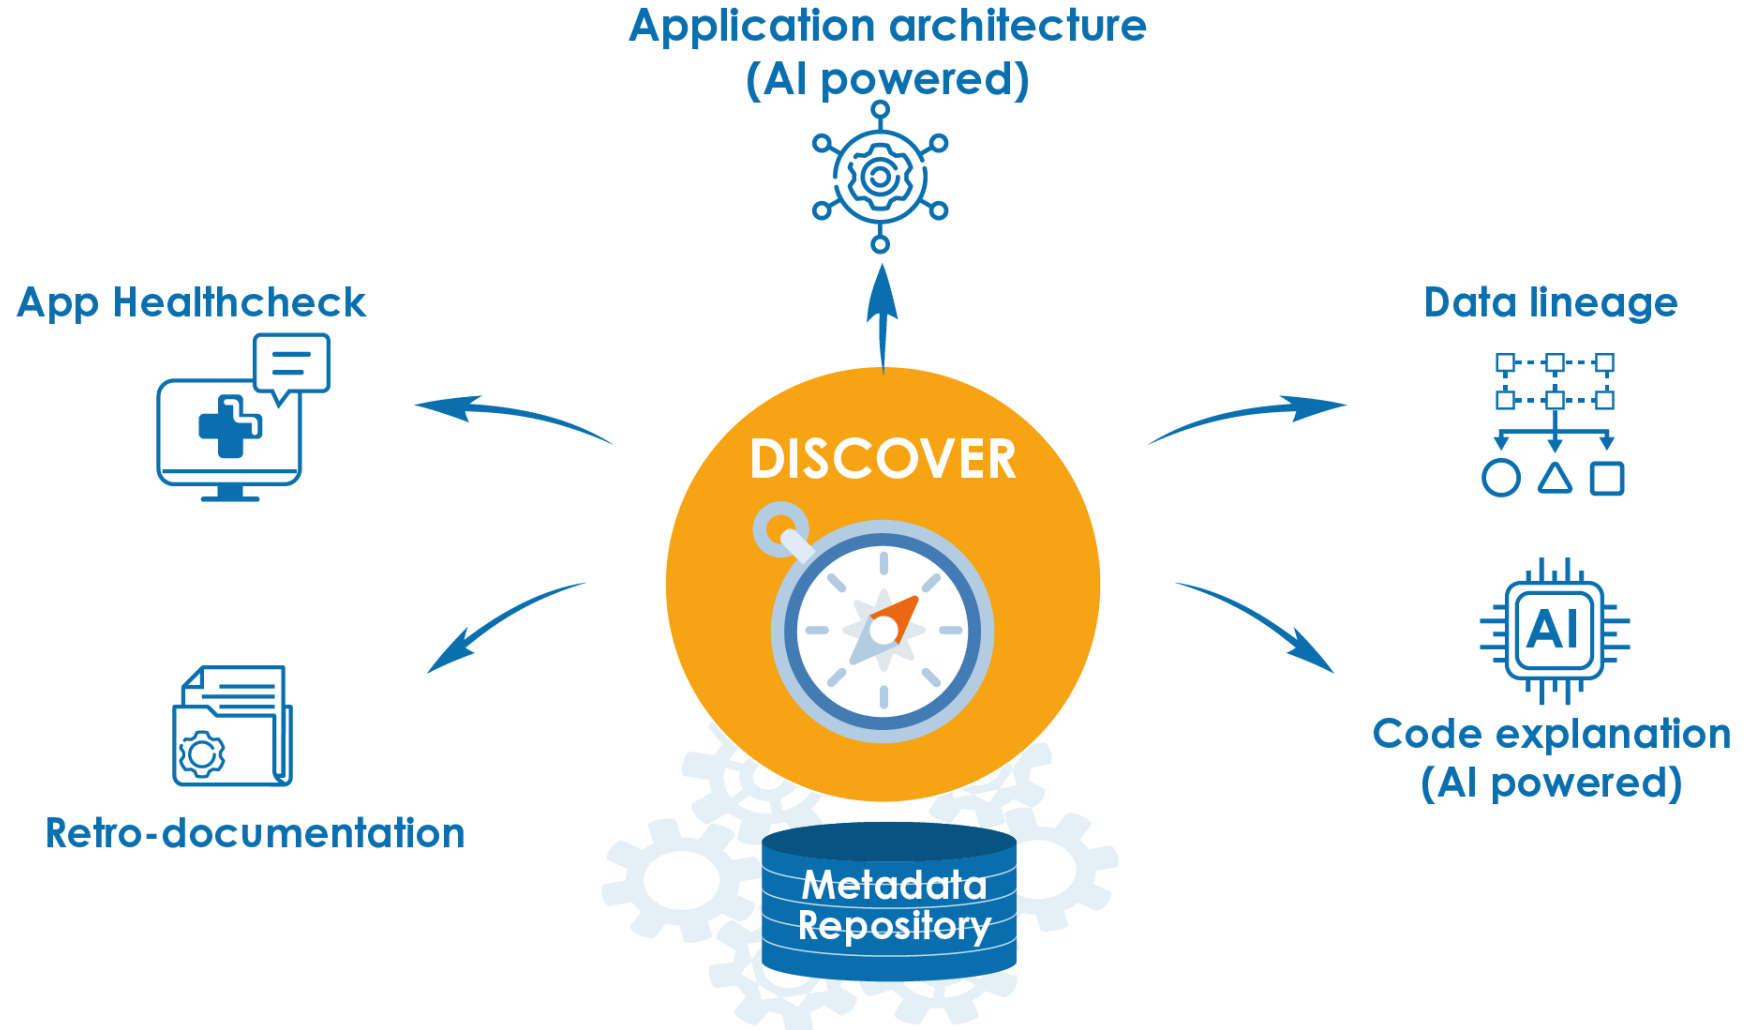 Application architecture
(AI powered)
App Healthcheck
Data lineage
DISCOVER
AI
Code explanation
(AI powered)
Retro-documentation
Metadata
Repository